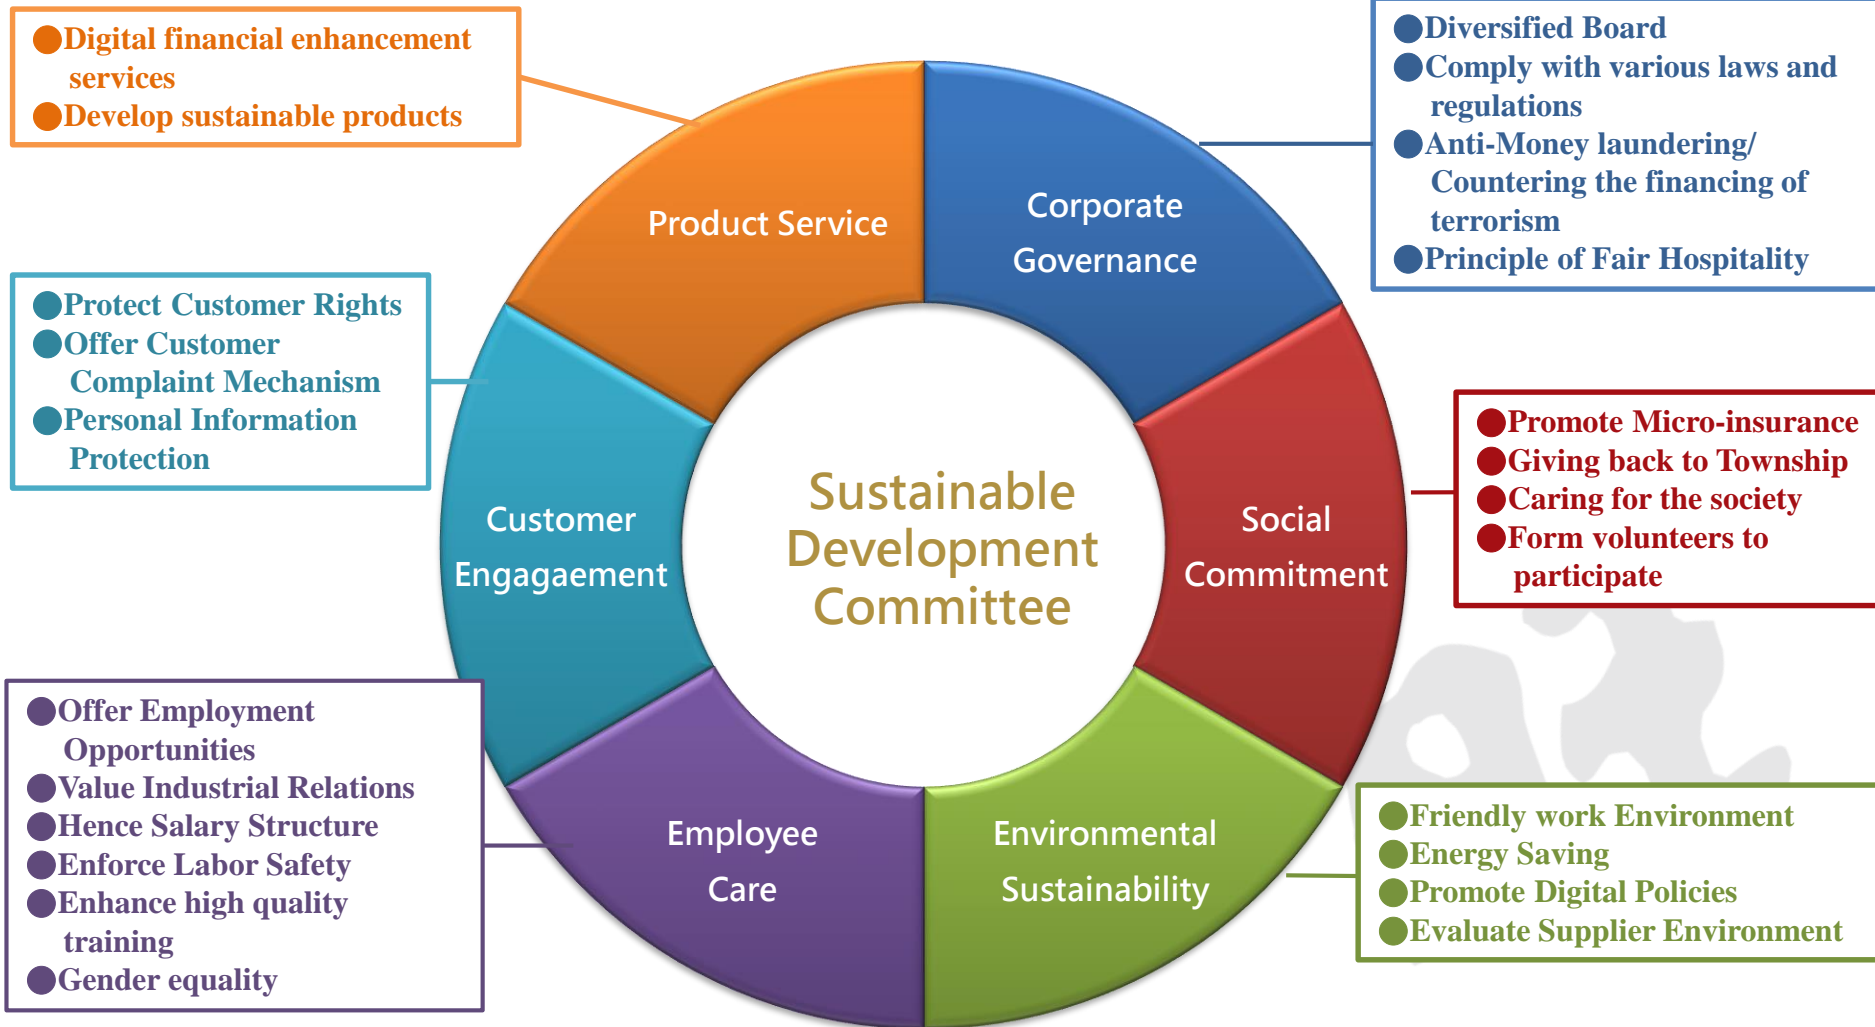 ●Digital financial enhancement
services
●Develop sustainable products
●Diversified Board
●Comply with various laws and
regulations
●Anti-Money laundering/
Countering the financing of
terrorism
●Principle of Fair Hospitality
Product Service
Corporate
Governance
●Protect Customer Rights
●Offer Customer
Complaint Mechanism
●Personal Information
Protection
Customer
Engagaement
Sustainable
Development
Committee
Social
Commitment
●Promote Micro-insurance
●Giving back to Township
●Caring for the society
●Form volunteers to
participate
●Offer Employment
Opportunities
●Value Industrial Relations
●Hence Salary Structure
●Enforce Labor Safety
●Enhance high quality
training
●Gender equality
Employee
Care
Environmental
Sustainability
●Friendly work Environment
●Energy Saving
●Promote Digital Policies
●Evaluate Supplier Environment